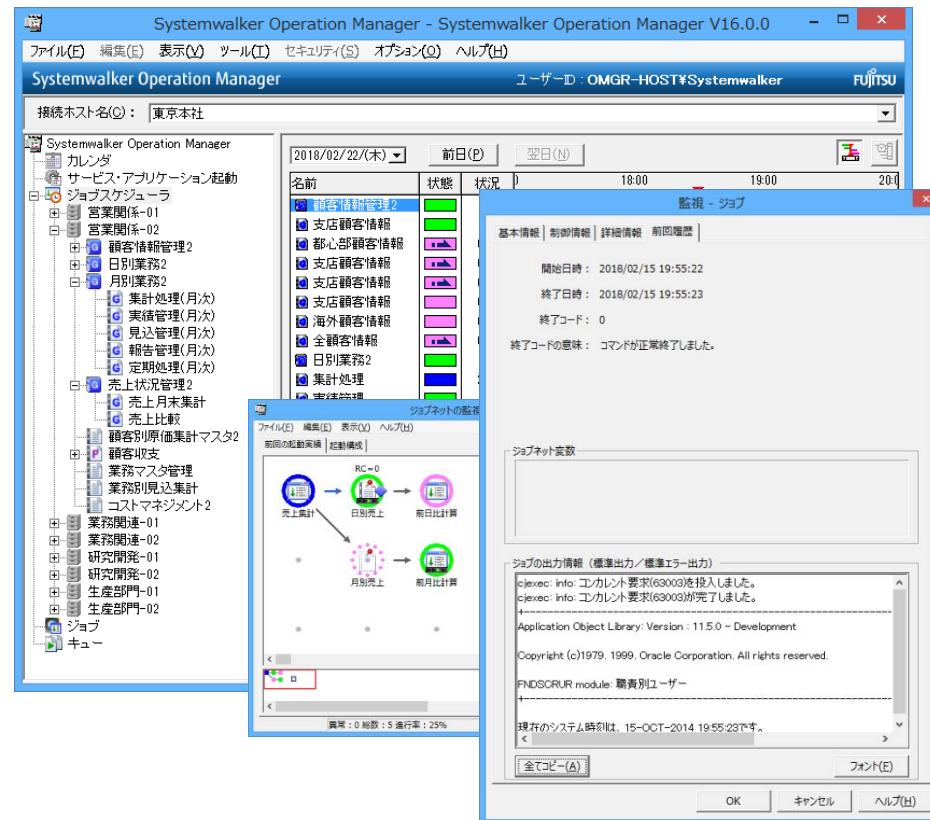 Systemwalker Operation Manager - Systemwalker Operation Manager V16.0.0
ファイル(F) 編集(E) 表示(V) ツール(T) セキュリティ(S) オプション(O) ヘルプ(H)
Systemwalker Operation Manager ユーザーID : OMGR-HOST¥Systemwalker FUJITSU
接続ホスト名(C) : 東京本社
Systemwalker Operation Manager
カレンダ
サービス・アプリケーション起動
ジョブスケジューラ
営業関係-01
営業関係-02
顧客情報管理2
日別業務2
月別業務2
集計処理(月次)
実績管理(月次)
見込管理(月次)
報告管理(月次)
定期処理(月次)
売上状況管理2
売上月末集計
売上比較
顧客別原価集計マスタ2
顧客収支
業務マスタ管理
業務別見込集計
コストマネジメント2
業務関連-01
業務関連-02
研究開発-01
研究開発-02
生産部門-01
生産部門-02
ジョブ
キュー
2018/02/22/(木) 前日(P) 翌日(N)
名前 状態 状況 18:00 19:00
顧客情報管理2
支店顧客情報
都心部顧客情報
支店顧客情報
支店顧客情報
支店顧客情報
海外顧客情報
全顧客情報
日別業務2
集計処理
実績管理
ジョブネットの監視
ファイル(F) 編集(E) 表示(V) ヘルプ(H)
前回の起動実績 起動構成
RC=0
売上集計 日別売上 前日比計算
月別売上 前月比計算
異常 : 0 総数 : 5 進行率 : 25%
監視 - ジョブ
基本情報 制御情報 詳細情報 前回履歴
開始日時 : 2018/02/15 19:55:22
終了日時 : 2018/02/15 19:55:23
終了コード : 0
終了コードの意味 : コマンドが正常終了しました。
ジョブネット変数
ジョブの出力情報 (標準出力/標準エラー出力)
cjexec: info: コンカレント要求(63003)を投入しました。
cjexec: info: コンカレント要求(63003)が完了しました。
+---------------------------------------------------------
Application Object Library: Version : 11.5.0 - Development
Copyright (c)1979. 1999. Oracle Corporation. All rights reserved.
FNDSCRUR module: 職責別ユーザー
+---------------------------------------------------------
現在のシステム時刻は、15-OCT-2014 19:55:23です。
全てコピー(A) フォント(F)
OK キャンセル ヘルプ(H)